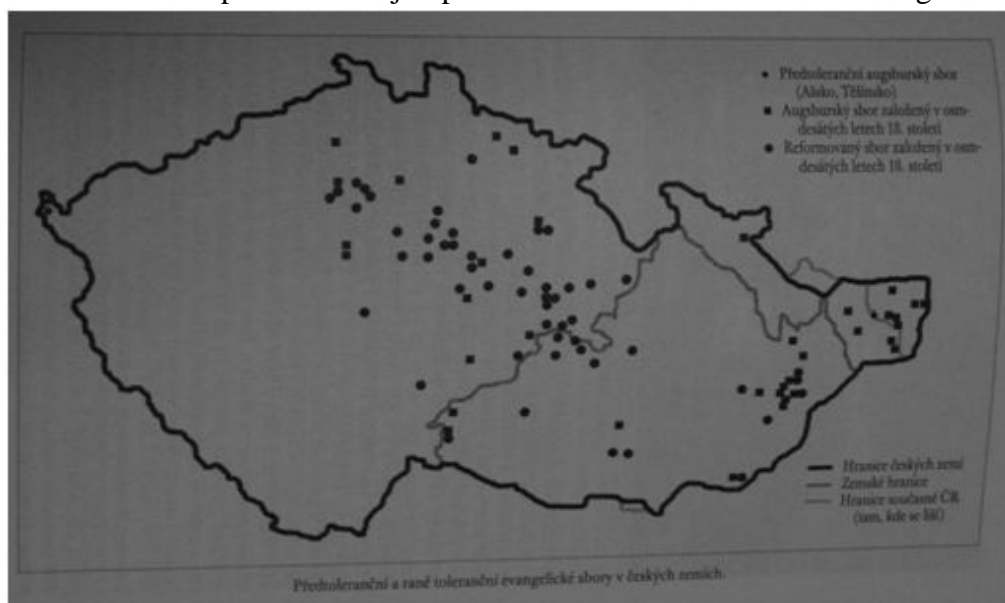 Předtoleranční augsburský sbor
(Ašsko, Těšínsko)
Augsburský sbor založený v osm-
desátých letech 18. století
Reformovaný sbor založený v osm-
desátých letech 18. století
Hranice českých zemí
Zemské hranice
Hranice současné ČR
(tam, kde se liší)
Předtoleranční a raně toleranční evangelické sbory v českých zemích.